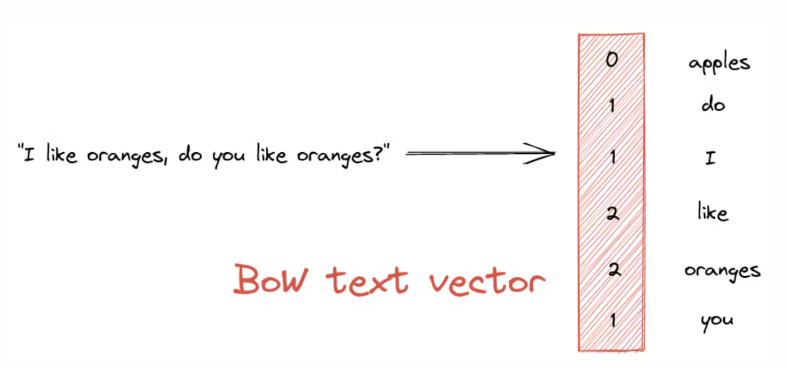 0 apples
1 do
"I like oranges, do you like oranges?" 1 I
2 like
BoW text vector 2 oranges
1 you